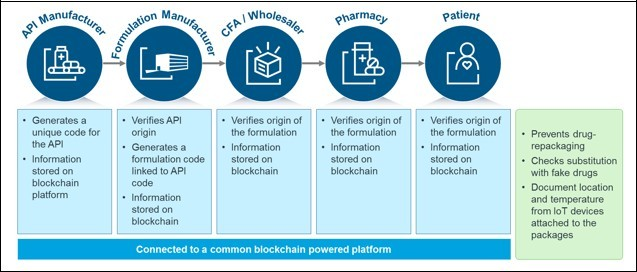 API Manufacturer
Formulation Manufacturer
CFA / Wholesaler
Pharmacy
Patient
• Generates a
unique code for
the API
• Information
stored on
blockchain
platform
• Verifies API
origin
• Generates a
formulation code
linked to API
code
• Information
stored on
blockchain
• Verifies origin of
the formulation
• Information
stored on
blockchain
• Verifies origin of
the formulation
• Information
stored on
blockchain
• Verifies origin of
the formulation
• Information
stored on
blockchain
• Prevents drug-
repackaging
• Checks substitution
with fake drugs
• Document location
and temperature
from IoT devices
attached to the
packages
Connected to a common blockchain powered platform